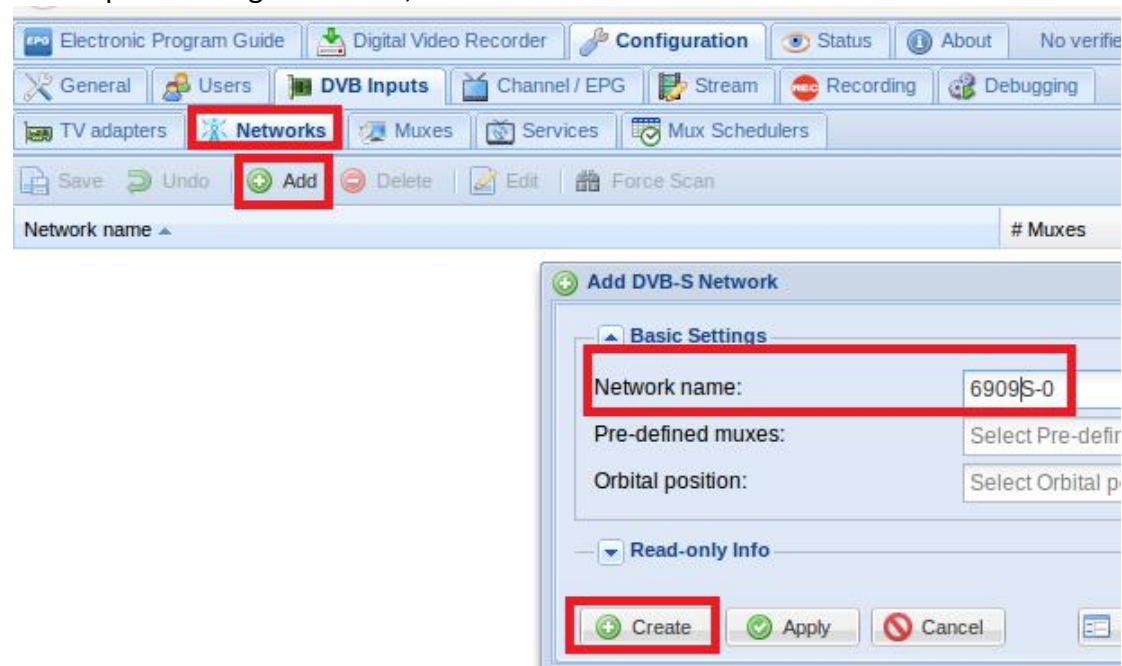 EPG Electronic Program Guide Digital Video Recorder Configuration Status About No verifie
General Users DVB Inputs Channel / EPG Stream REC Recording Debugging
TV adapters Networks Muxes Services Mux Schedulers
Save Undo Add Delete Edit Force Scan
Network name # Muxes
Add DVB-S Network
Basic Settings
Network name: 6909S-0
Pre-defined muxes: Select Pre-defin
Orbital position: Select Orbital p
Read-only Info
Create Apply Cancel